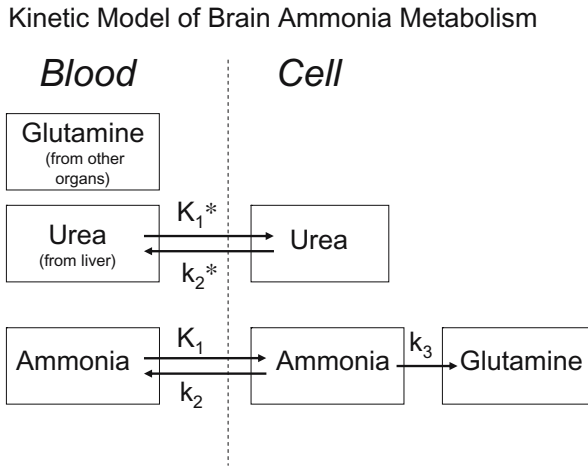 Kinetic Model of Brain Ammonia Metabolism
Blood
Cell
Glutamine
(from other
organs)
K₁*
Urea
(from liver)
Urea
k₂*
K₁
Ammonia
Ammonia
k₃
Glutamine
k₂